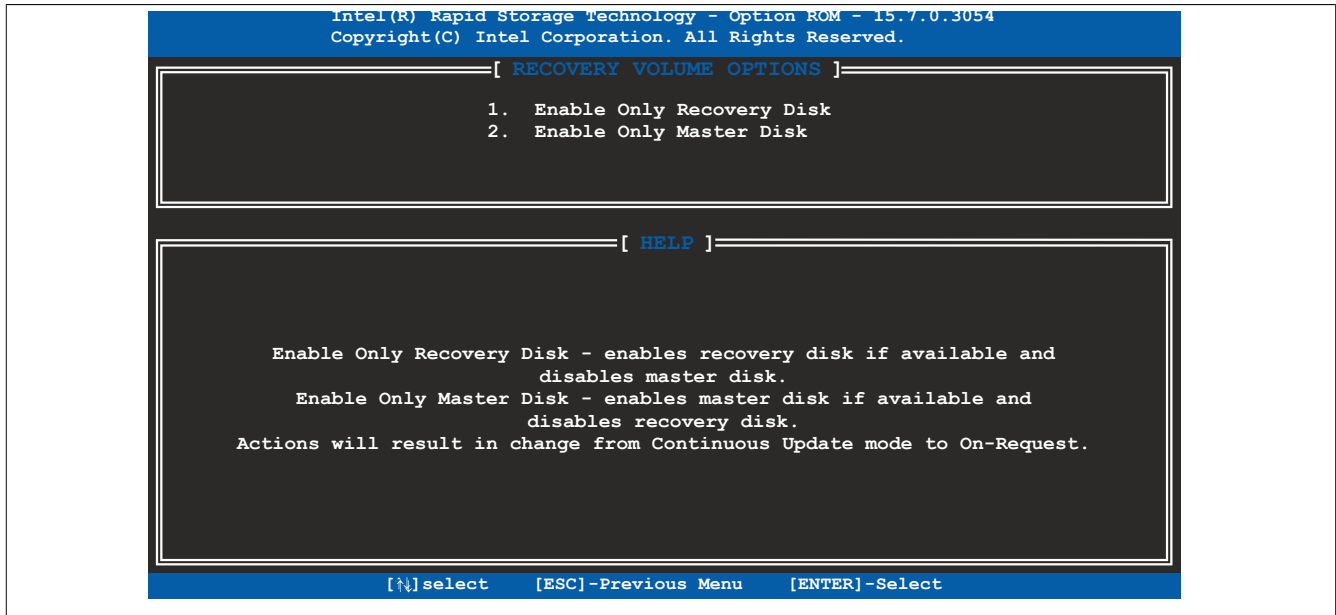 Intel(R) Rapid Storage Technology - Option ROM - 15.7.0.3054
Copyright(C) Intel Corporation. All Rights Reserved.
[ RECOVERY VOLUME OPTIONS ]
1. Enable Only Recovery Disk
2. Enable Only Master Disk
[ HELP ]
Enable Only Recovery Disk - enables recovery disk if available and
disables master disk.
Enable Only Master Disk - enables master disk if available and
disables recovery disk.
Actions will result in change from Continuous Update mode to On-Request.
[↑↓]select [ESC]-Previous Menu [ENTER]-Select